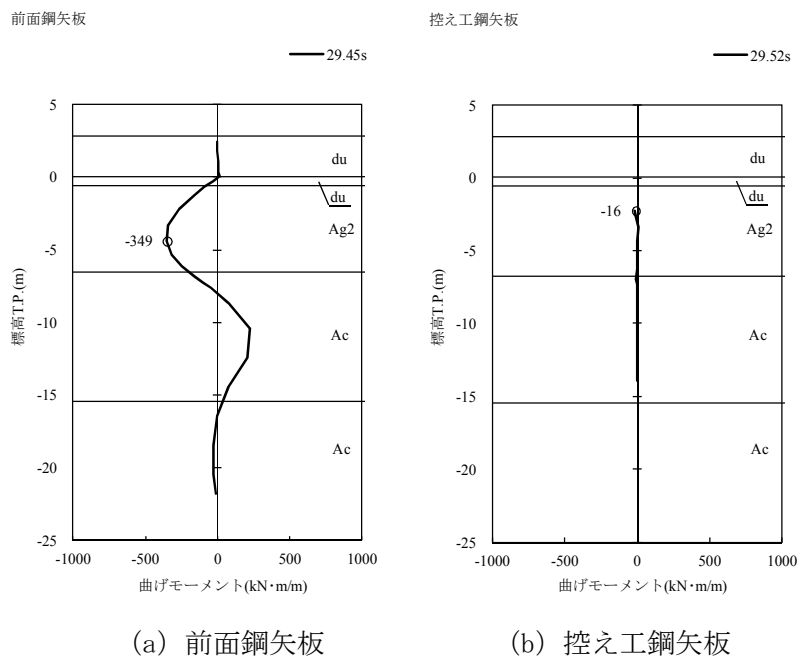 前面鋼矢板
29.45s
5
0
-5
-10
-15
-20
-25
標高T.P.(m)
du
du
Ag2
Ac
Ac
-349
-1000 -500 0 500 1000
曲げモーメント(kN・m/m)
(a) 前面鋼矢板
控え工鋼矢板
29.52s
5
0
-5
-10
-15
-20
-25
標高T.P.(m)
du
du
Ag2
Ac
Ac
-16
-1000 -500 0 500 1000
曲げモーメント(kN・m/m)
(b) 控え工鋼矢板